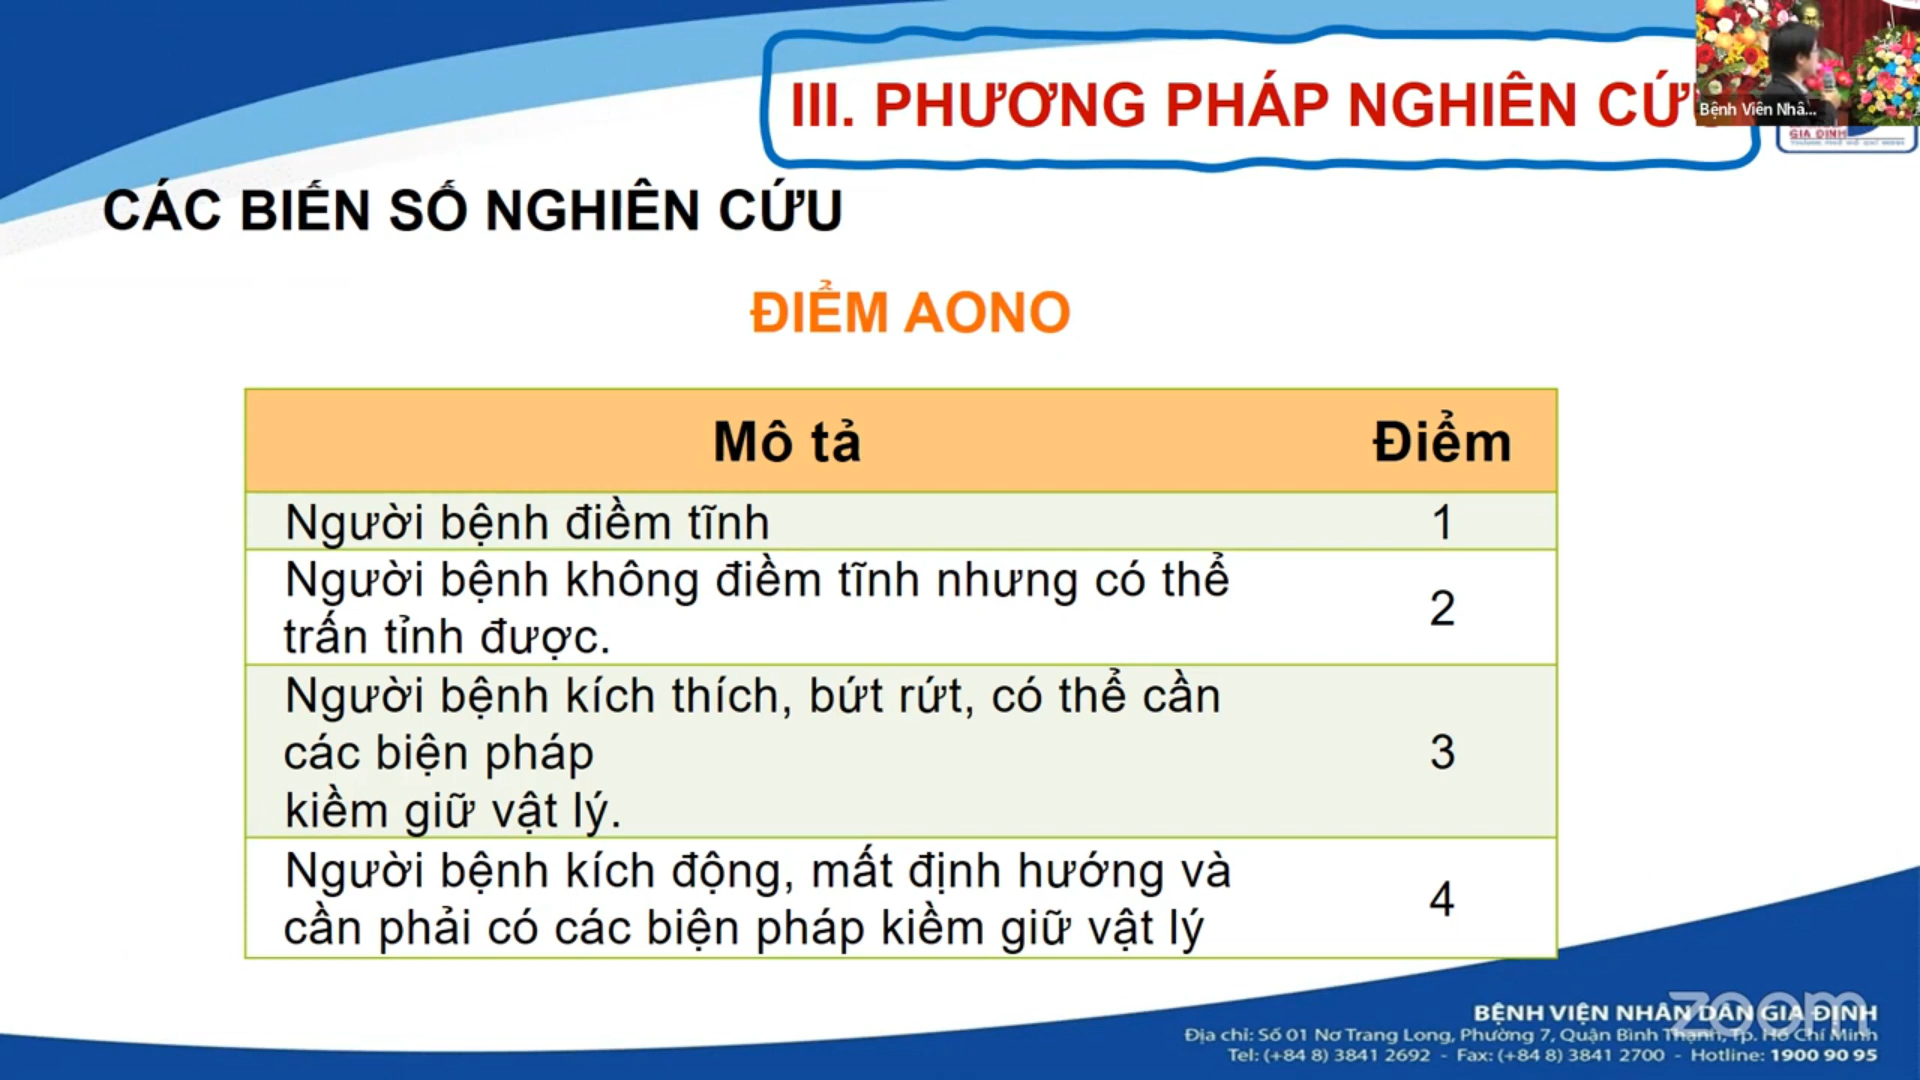 III. PHƯƠNG PHÁP NGHIÊN CỨU
Bệnh Viên Nhâ...
GIA ĐỊNH
CÁC BIẾN SỐ NGHIÊN CỨU
ĐIỂM AONO
Mô tả Điểm
Người bệnh điềm tĩnh 1
Người bệnh không điềm tĩnh nhưng có thể
trấn tỉnh được. 2
Người bệnh kích thích, bứt rứt, có thể cần
các biện pháp 3
kiềm giữ vật lý.
Người bệnh kích động, mất định hướng và
cần phải có các biện pháp kiềm giữ vật lý 4
zoom
BỆNH VIỆN NHÂN DÂN GIA ĐỊNH
Địa chỉ: Số 01 Nơ Trang Long, Phường 7, Quận Bình Thạnh, Tp. Hồ Chí Minh
Tel: (+84 8) 3841 2692 - Fax: (+84 8) 3841 2700 - Hotline: 1900 90 95